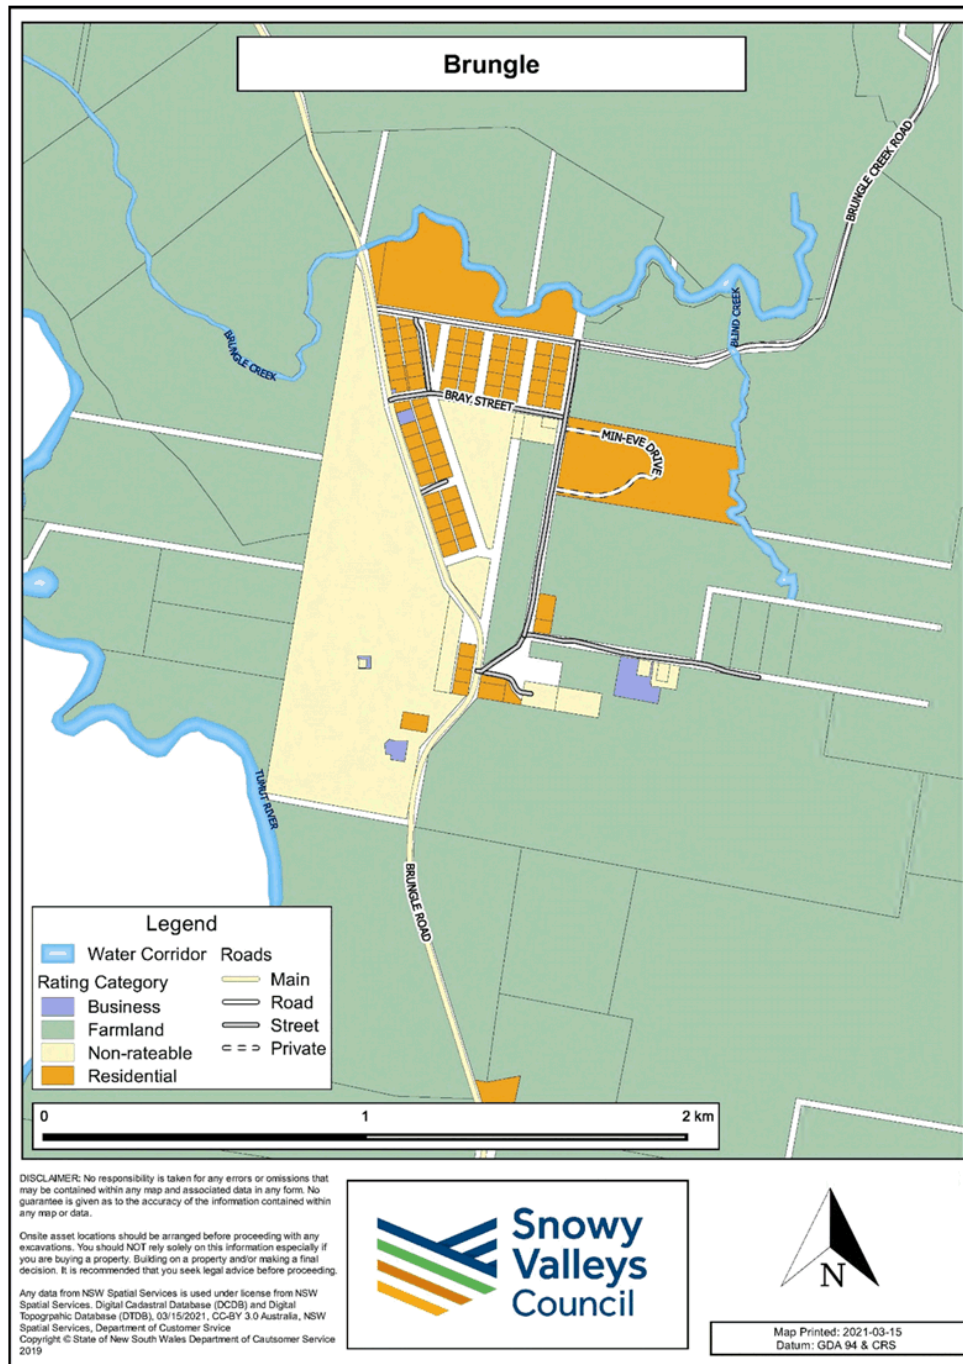 Brungle
BRUNGLE CREEK ROAD
BLIND CREEK
BRUNGLE CREEK
BRAY STREET
MIN-EVE DRIVE
TUMUT RIVER
BRUNGLE ROAD
Legend
Water Corridor
Rating Category
Business
Farmland
Non-rateable
Residential
Roads
Main
Road
Street
Private
0 1 2 km
DISCLAIMER: No responsibility is taken for any errors or omissions that
may be contained within any map and associated data in any form. No
guarantee is given as to the accuracy of the information contained within
any map or data.
Onsite asset locations should be arranged before proceeding with any
excavations. You should NOT rely solely on this information especially if
you are buying a property. Building on a property and/or making a final
decision. It is recommended that you seek legal advice before proceeding.
Any data from NSW Spatial Services is used under license from NSW
Spatial Services. Digital Cadastral Database (DCDB) and Digital
Topogrpahic Database (DTDB), 03/15/2021, CC-BY 3.0 Australia, NSW
Spatial Services, Department of Customer Srvice
Copyright © State of New South Wales Department of Cautsomer Service
2019
Snowy
Valleys
Council
N
Map Printed: 2021-03-15
Datum: GDA 94 & CRS